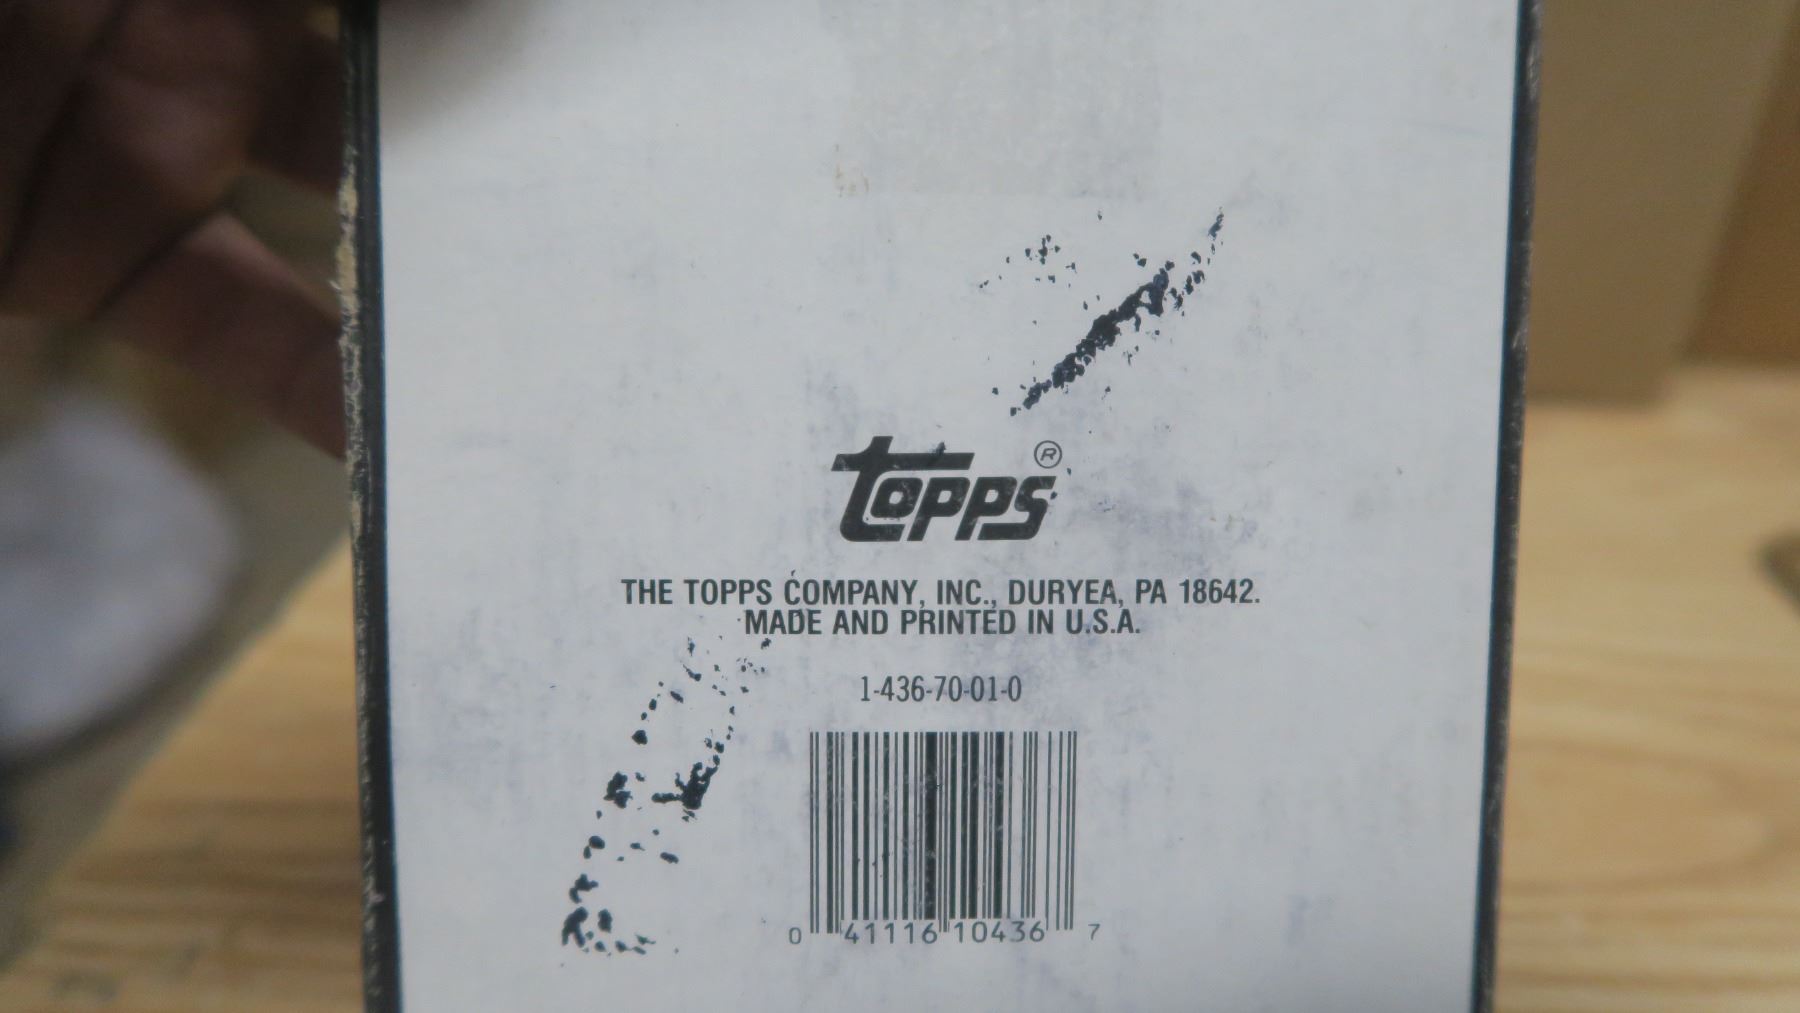 Topps®
THE TOPPS COMPANY, INC., DURYEA, PA 18642.
MADE AND PRINTED IN U.S.A.
1-436-70-01-0
0 41116 10436 7